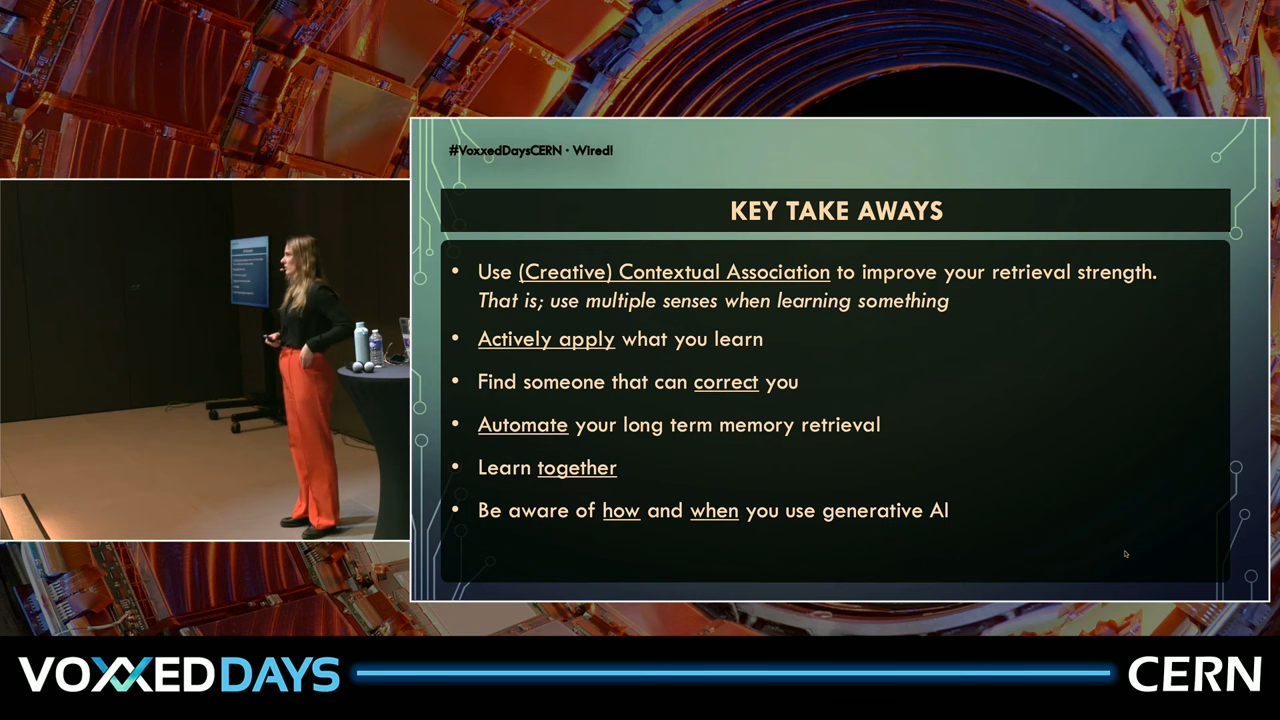 #VoxxedDaysCERN · Wired!
KEY TAKE AWAYS
• Use (Creative) Contextual Association to improve your retrieval strength.
That is; use multiple senses when learning something
• Actively apply what you learn
• Find someone that can correct you
• Automate your long term memory retrieval
• Learn together
• Be aware of how and when you use generative AI
VOXXED DAYS
CERN